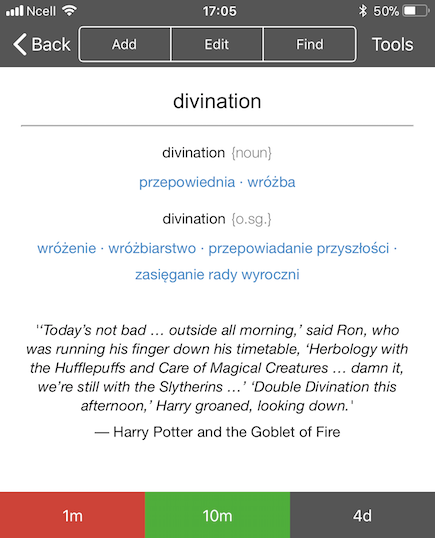 Ncell 17:05 50%
Back Add Edit Find Tools
divination
divination {noun}
przepowiednia · wróżba
divination {o.sg.}
wróżenie · wróżbiarstwo · przepowiadanie przyszłości ·
zasięganie rady wyroczni
'‘Today’s not bad … outside all morning,’ said Ron, who
was running his finger down his timetable, ‘Herbology with
the Hufflepuffs and Care of Magical Creatures … damn it,
we’re still with the Slytherins …’ ‘Double Divination this
afternoon,’ Harry groaned, looking down.'
— Harry Potter and the Goblet of Fire
1m 10m 4d